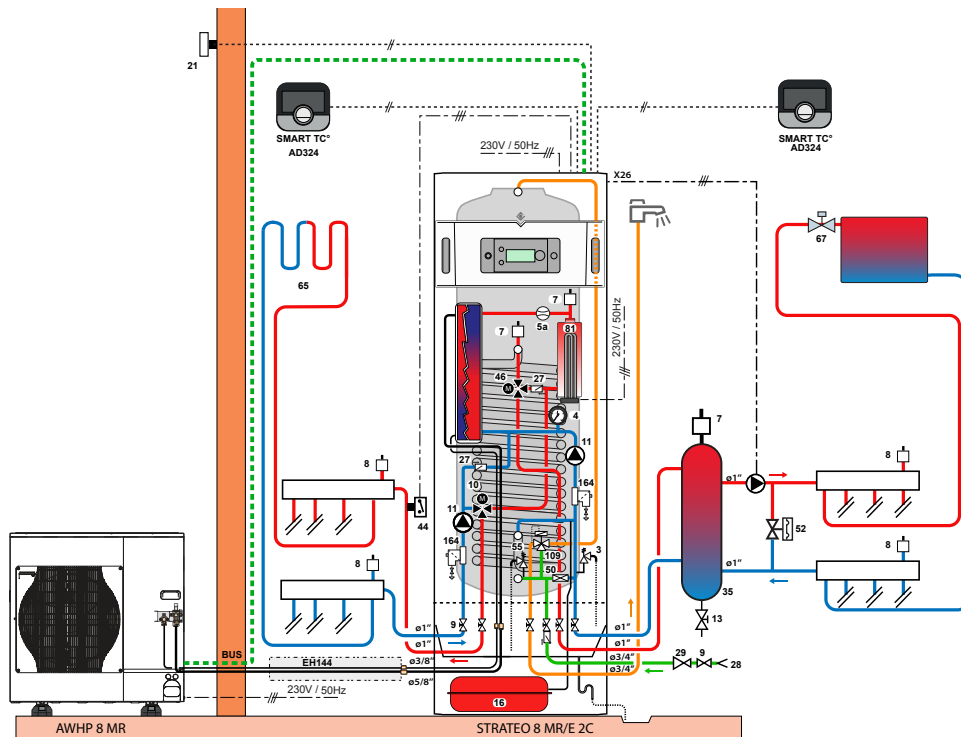 21
SMART TC°
AD324
230V / 50Hz
X26
SMART TC°
AD324
65
67
7
5a
81
7
230V / 50Hz
46
27
M
4
7
11
8
27
10
164
ø1”
8
M
44
11
52
164
55
109
3
8
8
50
ø1”
35
9
ø1”
13
ø1”
BUS
EH144
ø3/8”
ø3/4”
29
9
28
ø5/8”
ø3/4”
230V / 50Hz
16
AWHP 8 MR
STRATEO 8 MR/E 2C